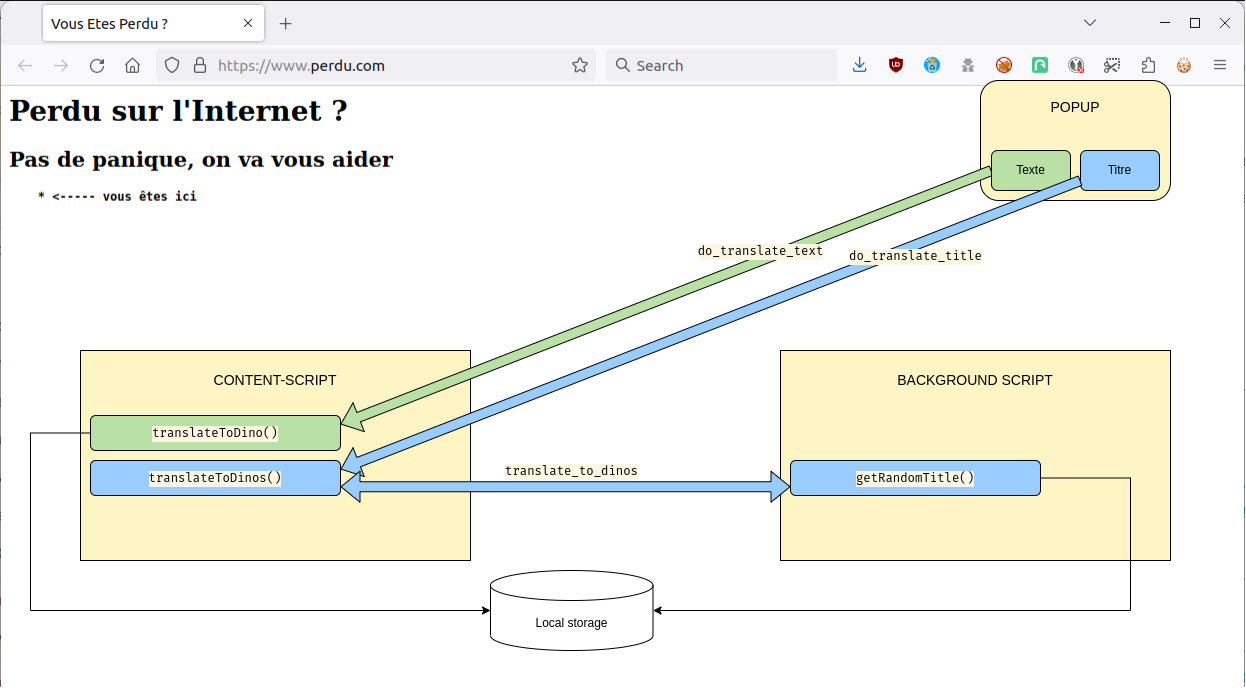 Vous Etes Perdu ?
https://www.perdu.com
Search
Perdu sur l'Internet ?
Pas de panique, on va vous aider
* <----- vous êtes ici
POPUP
Texte
Titre
do_translate_text
do_translate_title
CONTENT-SCRIPT
BACKGROUND SCRIPT
translateToDino()
translateToDinos()
translate_to_dinos
getRandomTitle()
Local storage